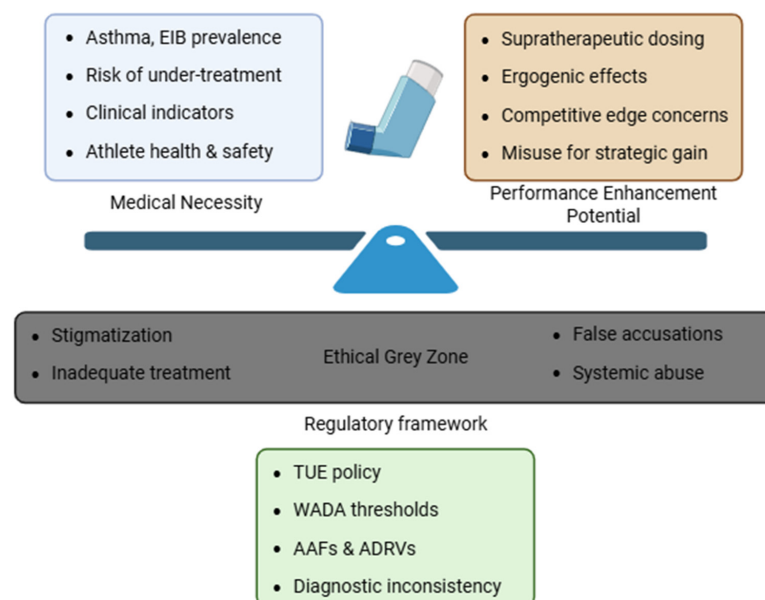 • Asthma, EIB prevalence
• Risk of under-treatment
• Clinical indicators
• Athlete health & safety
Medical Necessity
• Supratherapeutic dosing
• Ergogenic effects
• Competitive edge concerns
• Misuse for strategic gain
Performance Enhancement
Potential
• Stigmatization
• Inadequate treatment
Ethical Grey Zone
• False accusations
• Systemic abuse
Regulatory framework
• TUE policy
• WADA thresholds
• AAFs & ADRVs
• Diagnostic inconsistency